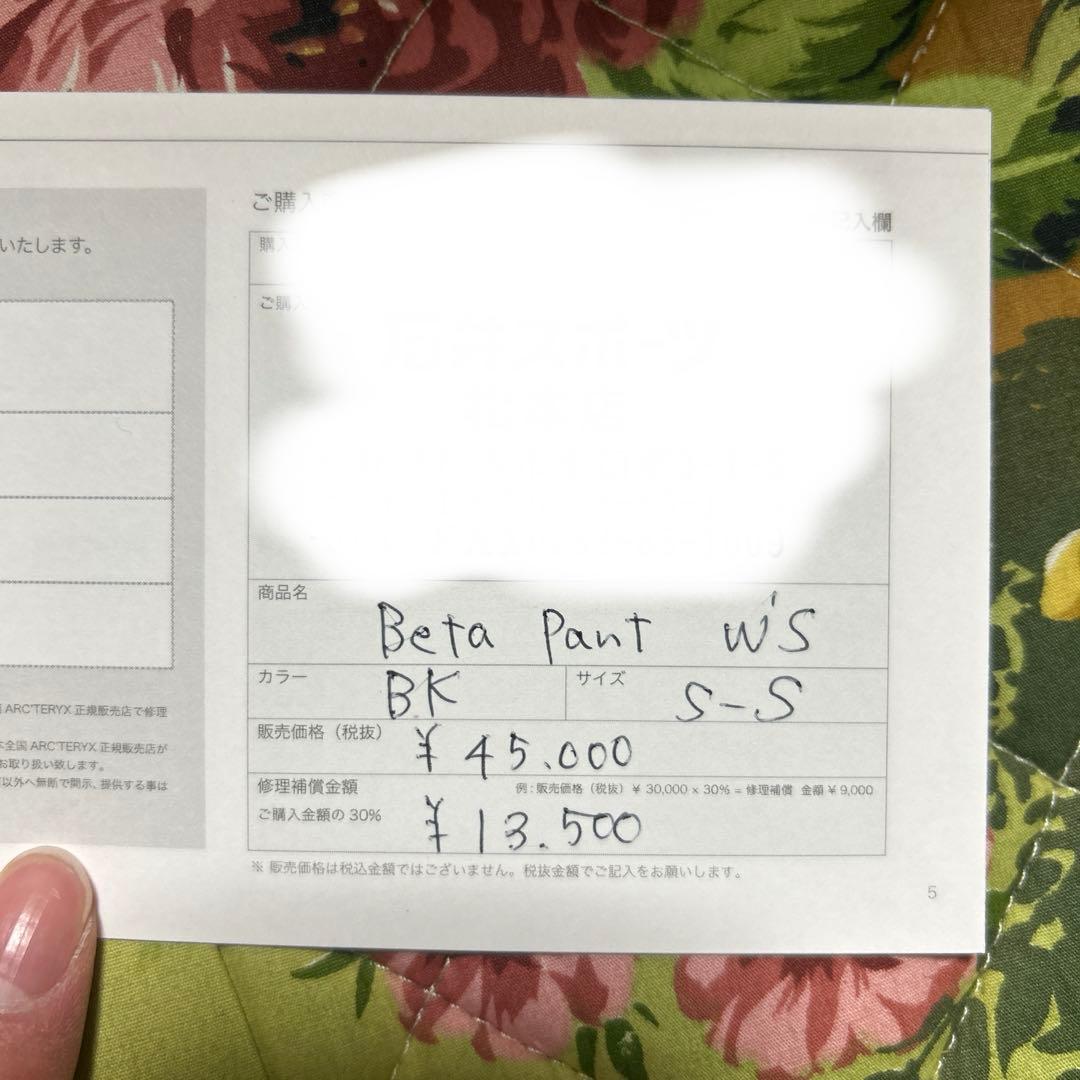 いたします。
ARC'TERYX 正規販売店で修理
全国 ARC'TERYX 正規販売店が
お取り扱い致します。
以外へ無断で開示、提供する事は
ご購入
記入欄
購入
ご購入
商品名
Beta Pant W'S
カラー BK サイズ S-S
販売価格（税抜） ¥45.000
修理補償金額 例：販売価格（税抜）¥ 30,000 x 30% = 修理補償 金額 ¥ 9,000
ご購入金額の 30% ¥13.500
※ 販売価格は税込金額ではございません。税抜金額でご記入をお願いします。
5